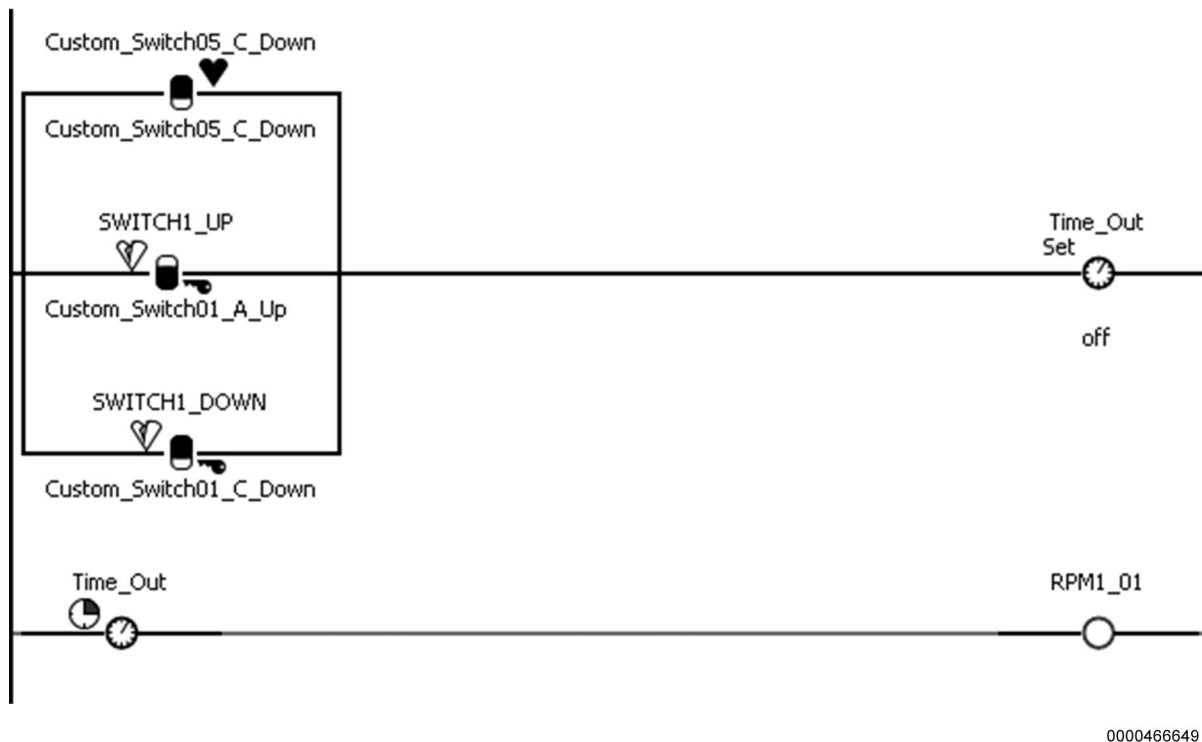 Custom_Switch05_C_Down
Custom_Switch05_C_Down
SWITCH1_UP
Custom_Switch01_A_Up
Time_Out
Set
off
SWITCH1_DOWN
Custom_Switch01_C_Down
Time_Out
RPM1_01
0000466649